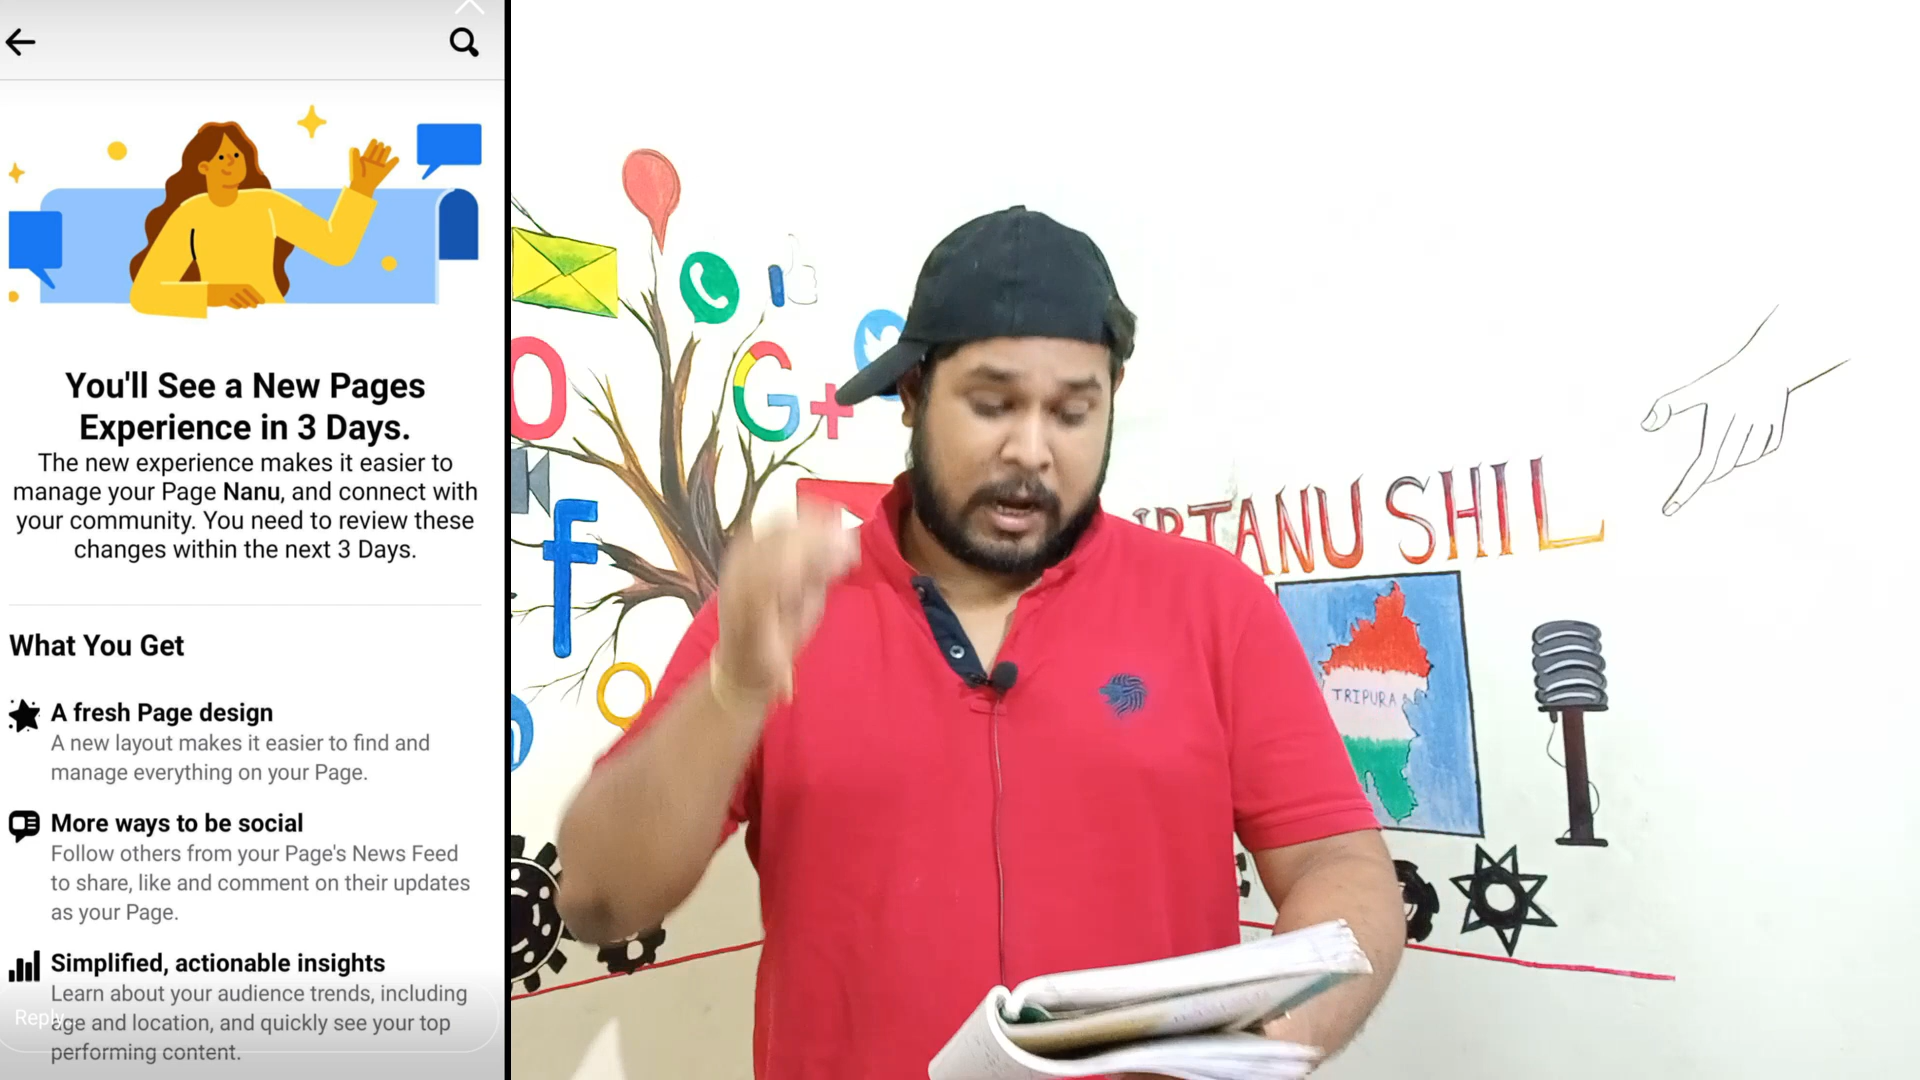 You'll See a New Pages
Experience in 3 Days.
The new experience makes it easier to
manage your Page Nanu, and connect with
your community. You need to review these
changes within the next 3 Days.
What You Get
A fresh Page design
A new layout makes it easier to find and
manage everything on your Page.
More ways to be social
Follow others from your Page's News Feed
to share, like and comment on their updates
as your Page.
Simplified, actionable insights
Learn about your audience trends, including
age and location, and quickly see your top
performing content.
Reply
G+
f
IRTANU SHIL
TRIPURA